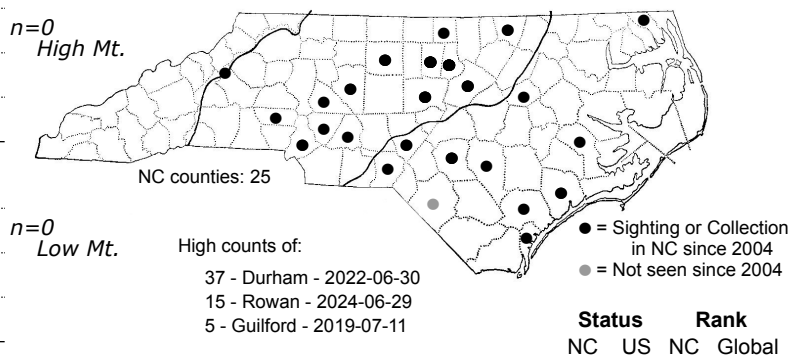 n=0
High Mt.
NC counties: 25
n=0
Low Mt.
High counts of:
37 - Durham - 2022-06-30
15 - Rowan - 2024-06-29
5 - Guilford - 2019-07-11
= Sighting or Collection
in NC since 2004
= Not seen since 2004
Status Rank
NC US NC Global